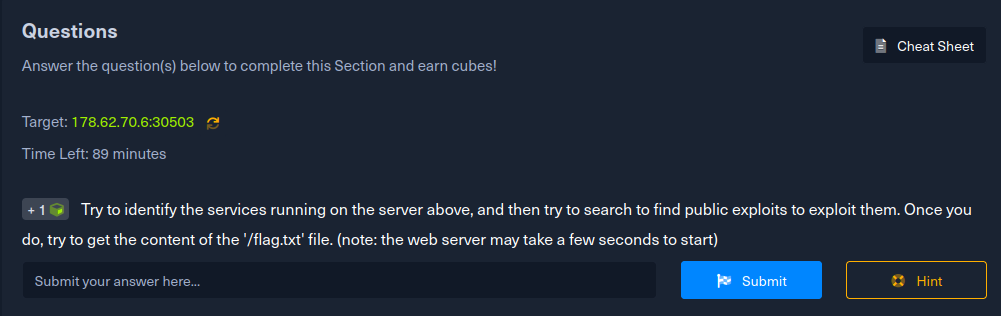 Questions
Cheat Sheet
Answer the question(s) below to complete this Section and earn cubes!
Target: 178.62.70.6:30503
Time Left: 89 minutes
+ 1 Try to identify the services running on the server above, and then try to search to find public exploits to exploit them. Once you
do, try to get the content of the '/flag.txt' file. (note: the web server may take a few seconds to start)
Submit your answer here...
Submit
Hint